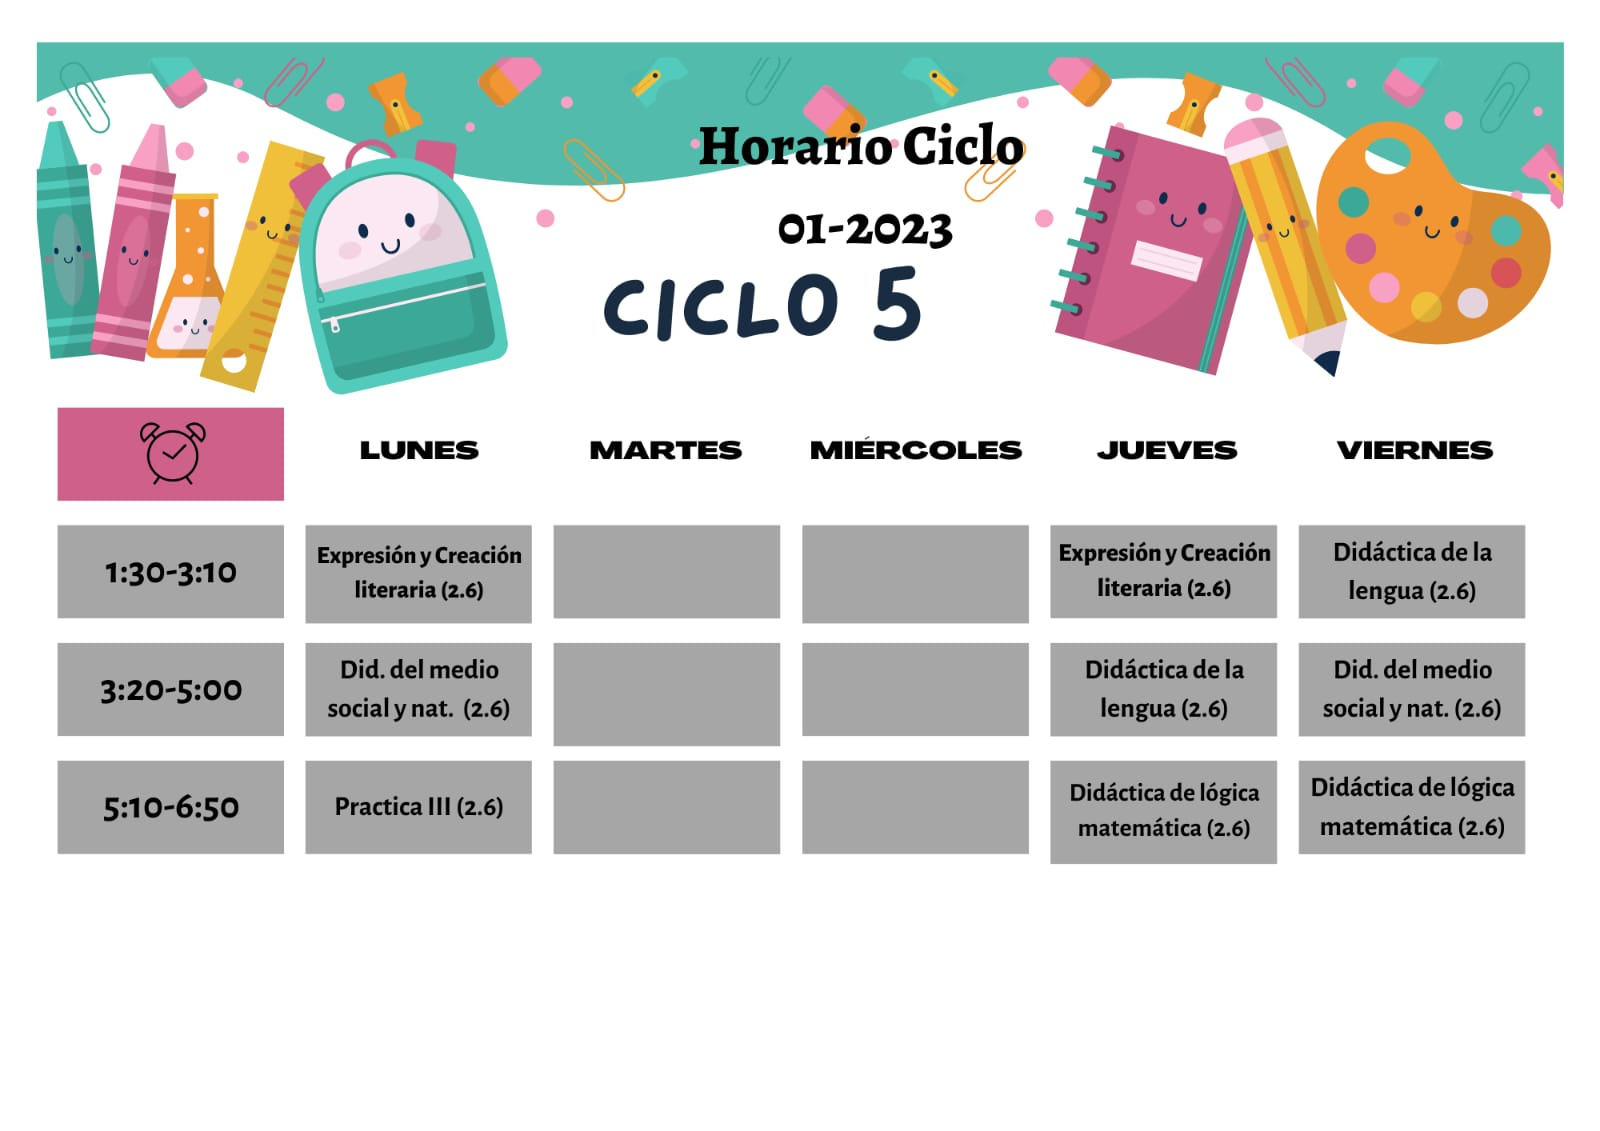 Horario Ciclo
01-2023
CICLO 5
LUNES MARTES MIÉRCOLES JUEVES VIERNES
1:30-3:10
Expresión y Creación
literaria (2.6)
Expresión y Creación
literaria (2.6)
Didáctica de la
lengua (2.6)
3:20-5:00
Did. del medio
social y nat. (2.6)
Didáctica de la
lengua (2.6)
Did. del medio
social y nat. (2.6)
5:10-6:50
Practica III (2.6)
Didáctica de lógica
matemática (2.6)
Didáctica de lógica
matemática (2.6)